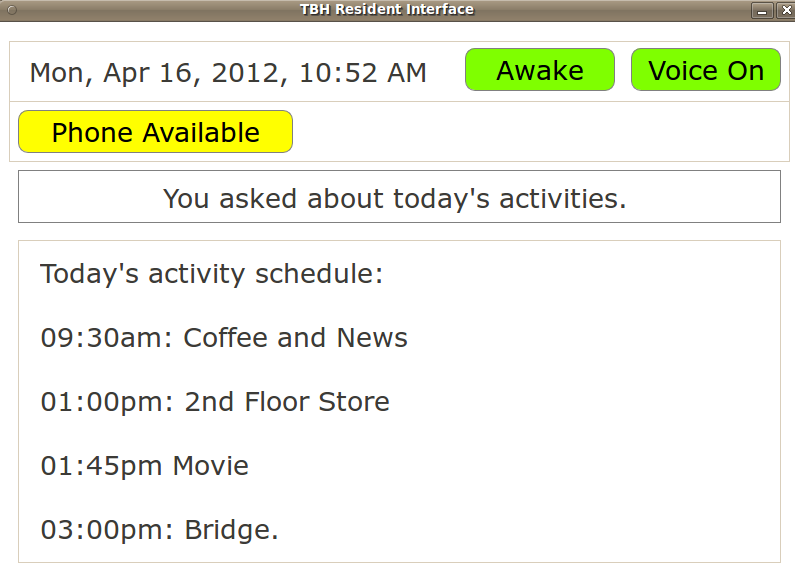 TBH Resident Interface
Mon, Apr 16, 2012, 10:52 AM
Awake
Voice On
Phone Available
You asked about today's activities.
Today's activity schedule:
09:30am: Coffee and News
01:00pm: 2nd Floor Store
01:45pm Movie
03:00pm: Bridge.